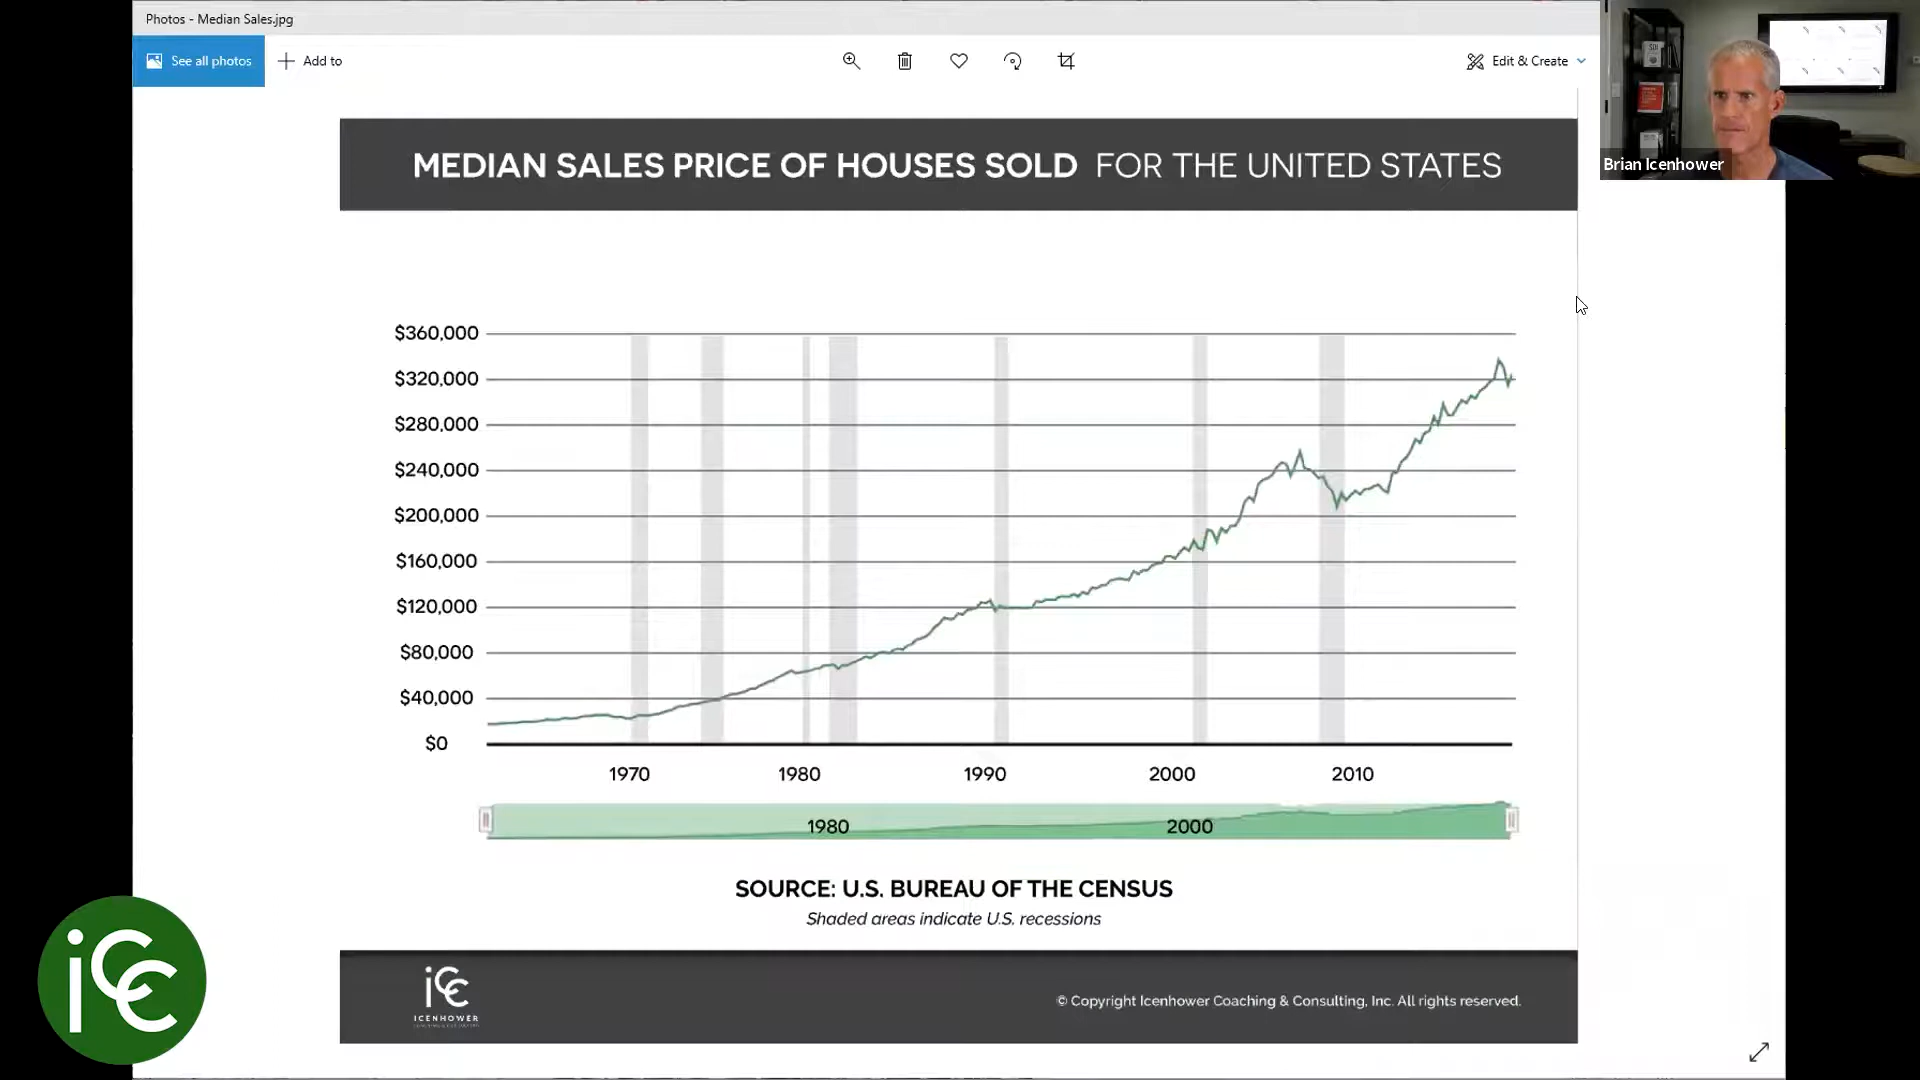 Photos - Median Sales.jpg
See all photos
Add to
Edit & Create
Brian Icenhower
MEDIAN SALES PRICE OF HOUSES SOLD FOR THE UNITED STATES
$360,000
$320,000
$280,000
$240,000
$200,000
$160,000
$120,000
$80,000
$40,000
$0
1970 1980 1990 2000 2010
1980 2000
SOURCE: U.S. BUREAU OF THE CENSUS
Shaded areas indicate U.S. recessions
iCC
iCC
ICENHOWER
© Copyright Icenhower Coaching & Consulting, Inc. All rights reserved.